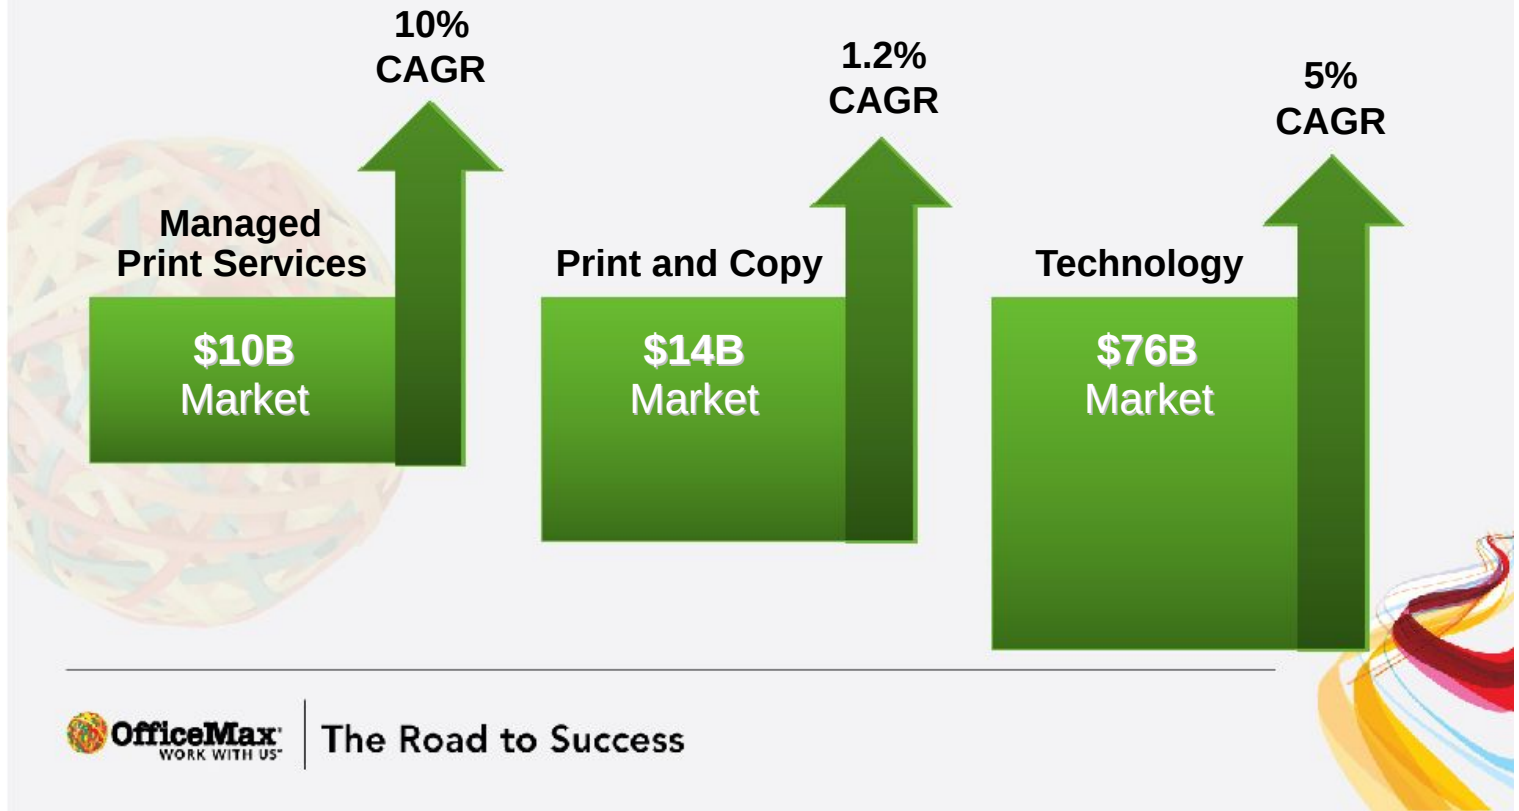 10%
CAGR
1.2%
CAGR
5%
CAGR
Managed
Print Services
Print and Copy
Technology
$10B
Market
$14B
Market
$76B
Market
OfficeMax
WORK WITH US
The Road to Success